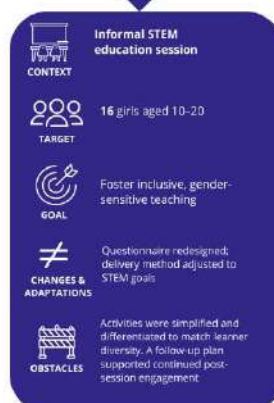 Informal STEM
education session
CONTEXT
16 girls aged 10–20
TARGET
Foster inclusive, gender-
sensitive teaching
GOAL
Questionnaire redesigned;
delivery method adjusted to
STEM goals
CHANGES &
ADAPTATIONS
Activities were simplified and
differentiated to match learner
diversity. A follow-up plan
supported continued post-
session engagement
OBSTACLES